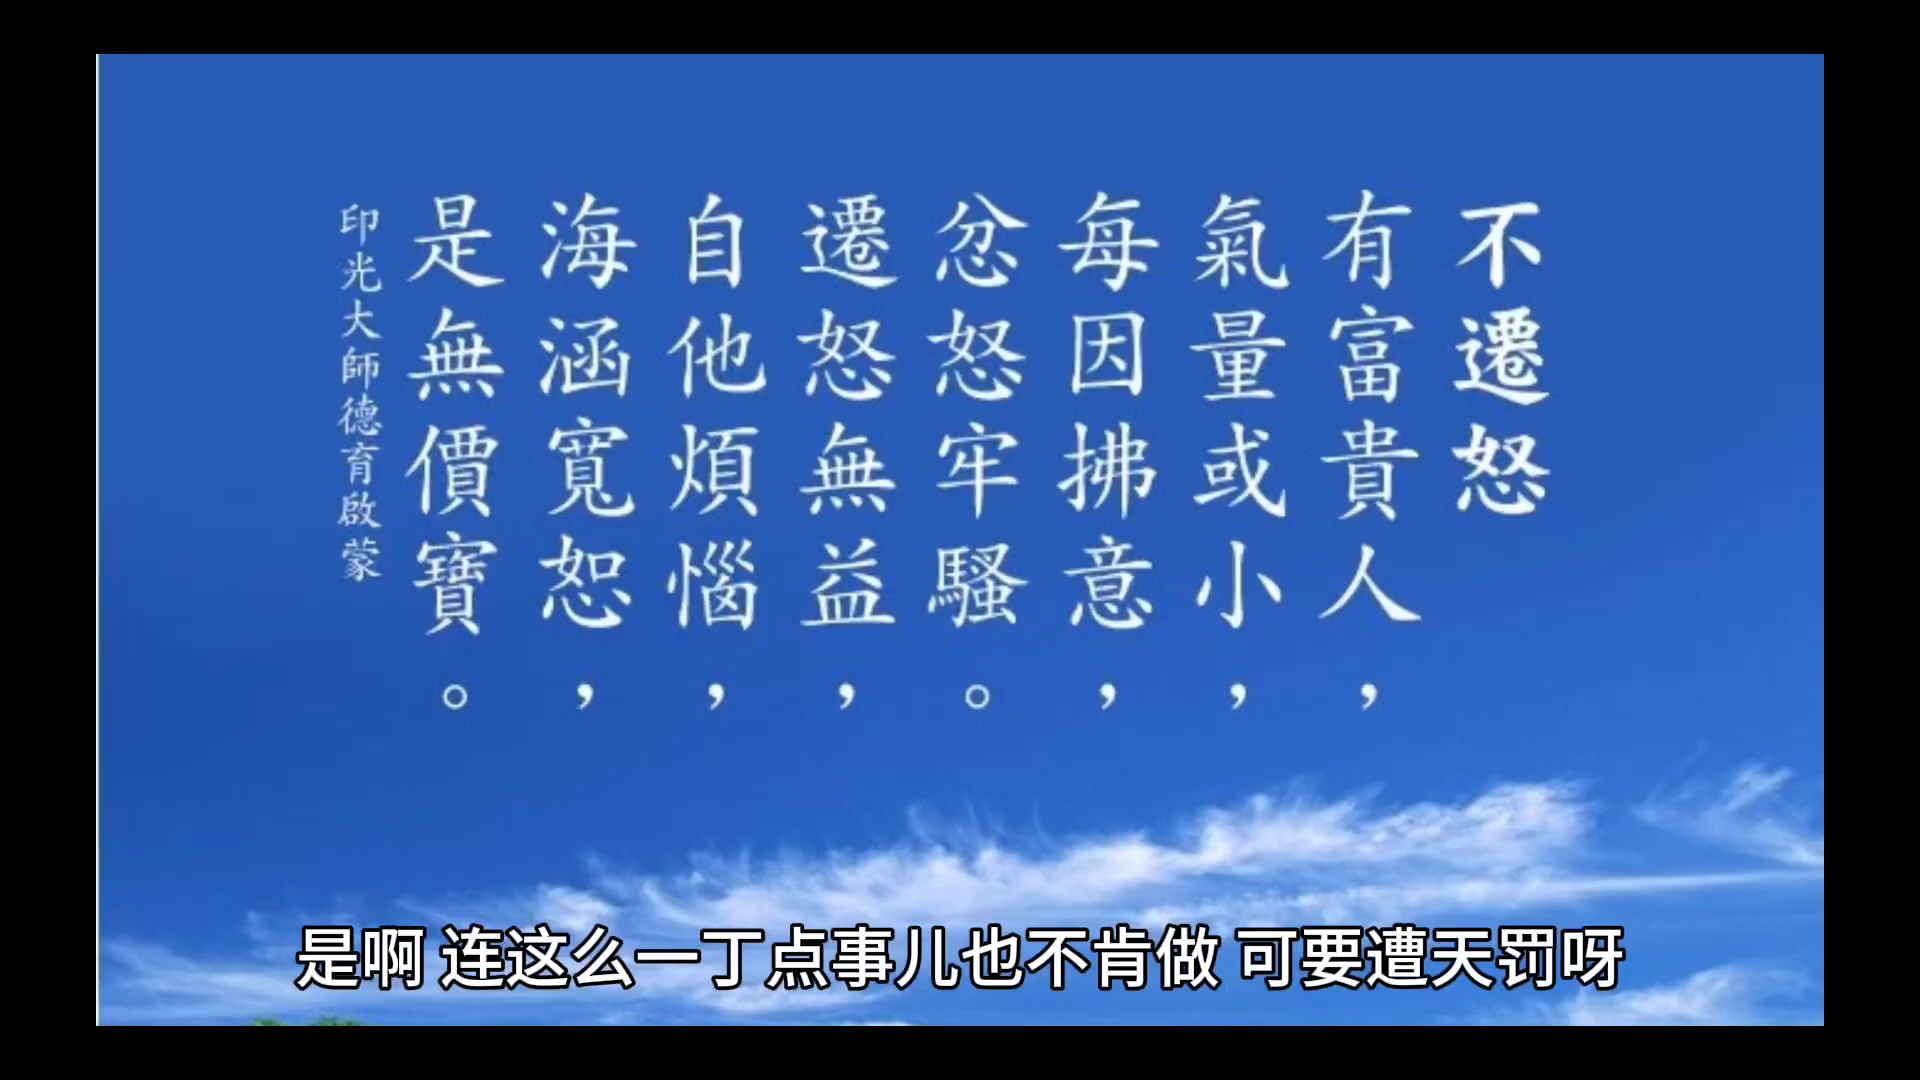 不遷怒
有富貴人，
氣量或小，
每因拂意，
忿怒牢騷。
遷怒無益，
自他煩惱，
海涵寬恕，
是無價寶。
印光大師德育啟蒙
是啊 连这么一丁点事儿也不肯做 可要遭天罚呀